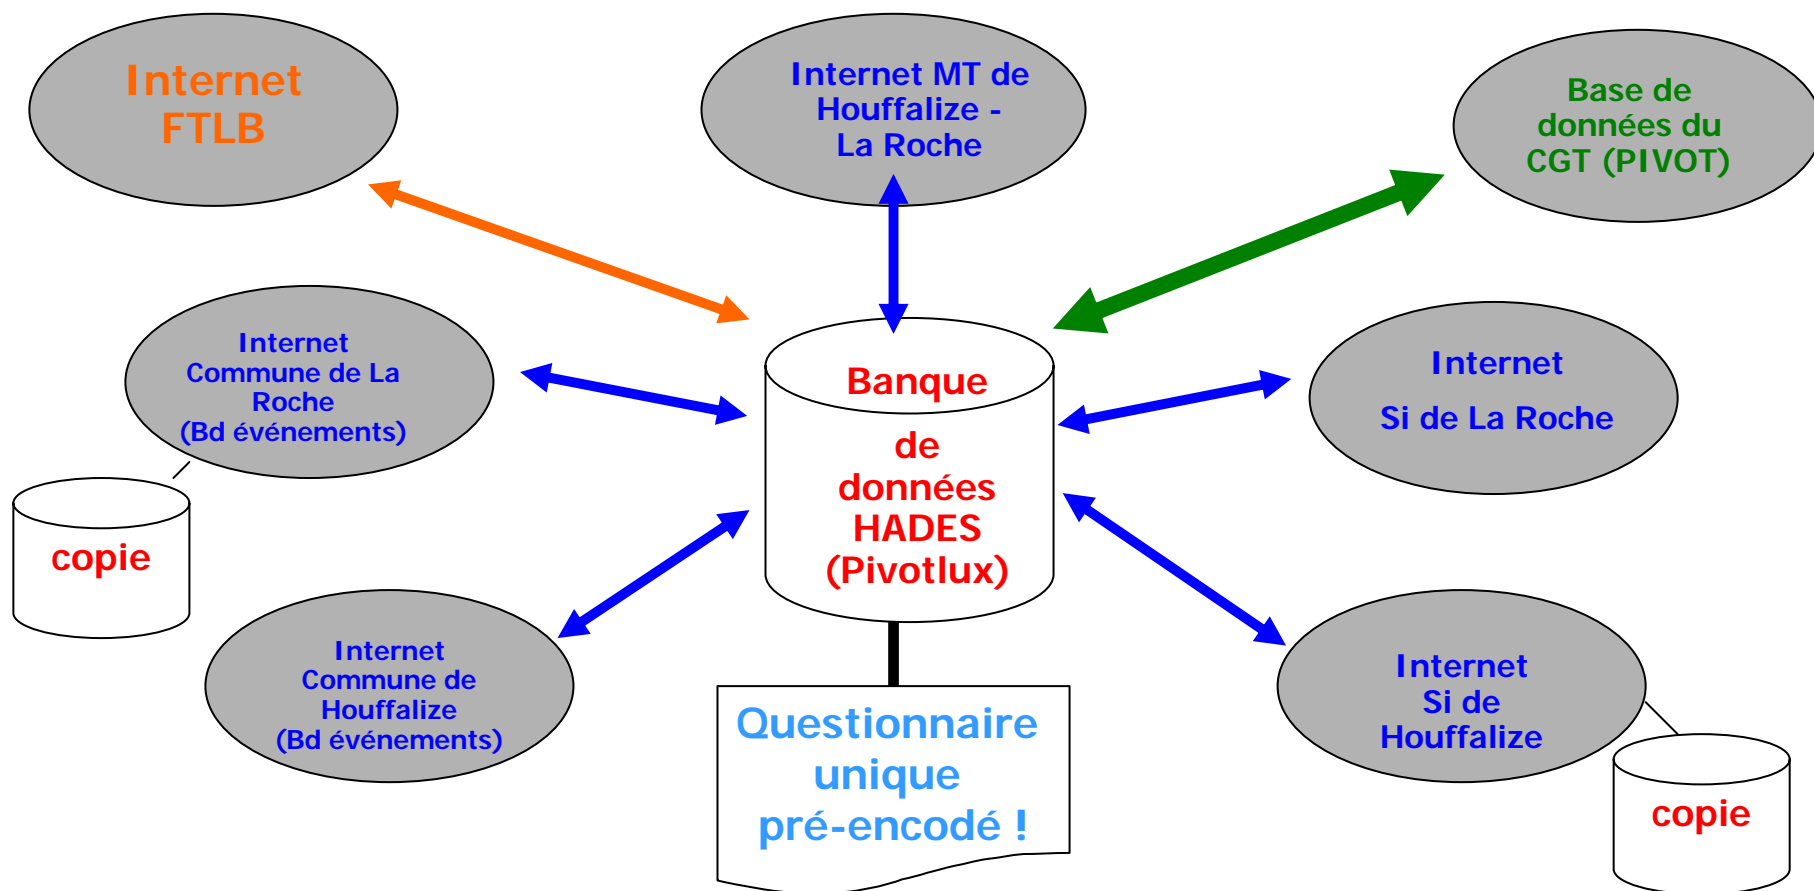 Internet
FTLB
Internet MT de
Houffalize -
La Roche
Base de
données du
CGT (PIVOT)
Internet
Commune de La
Roche
(Bd événements)
Banque
de
données
HADES
(Pivotlux)
Internet
Si de La Roche
copie
Internet
Commune de
Houffalize
(Bd événements)
Questionnaire
unique
pré-encodé !
Internet
Si de
Houffalize
copie